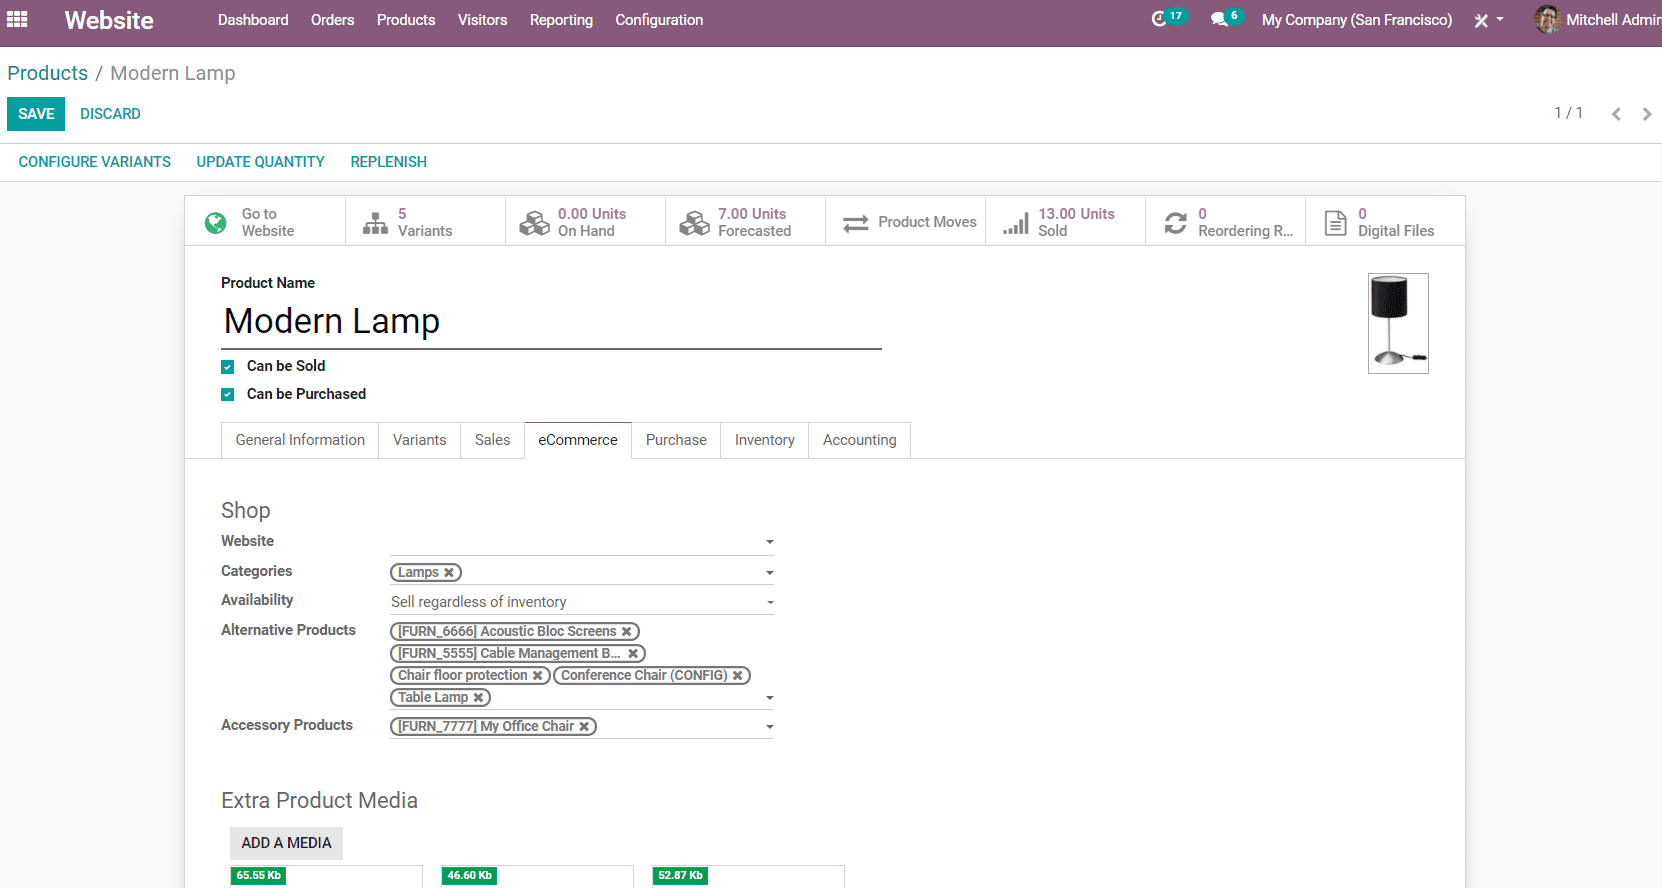 Website Dashboard Orders Products Visitors Reporting Configuration 17 6 My Company (San Francisco) Mitchell Admin
Products / Modern Lamp
SAVE DISCARD 1 / 1
CONFIGURE VARIANTS UPDATE QUANTITY REPLENISH
Go to Website
5 Variants
0.00 Units On Hand
7.00 Units Forecasted
Product Moves
13.00 Units Sold
0 Reordering R...
0 Digital Files
Product Name
Modern Lamp
Can be Sold
Can be Purchased
General Information Variants Sales eCommerce Purchase Inventory Accounting
Shop
Website
Categories Lamps
Availability Sell regardless of inventory
Alternative Products [FURN_6666] Acoustic Bloc Screens
[FURN_5555] Cable Management B...
Chair floor protection Conference Chair (CONFIG)
Table Lamp
Accessory Products [FURN_7777] My Office Chair
Extra Product Media
ADD A MEDIA
65.55 Kb 46.60 Kb 52.87 Kb